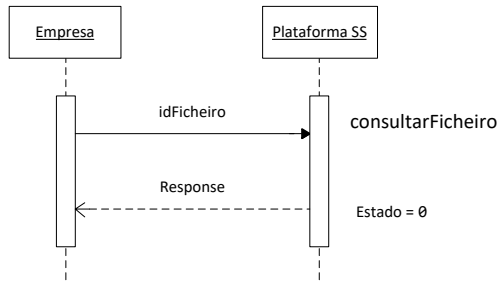 Empresa
Plataforma SS
idFicheiro
consultarFicheiro
Response
Estado = 0